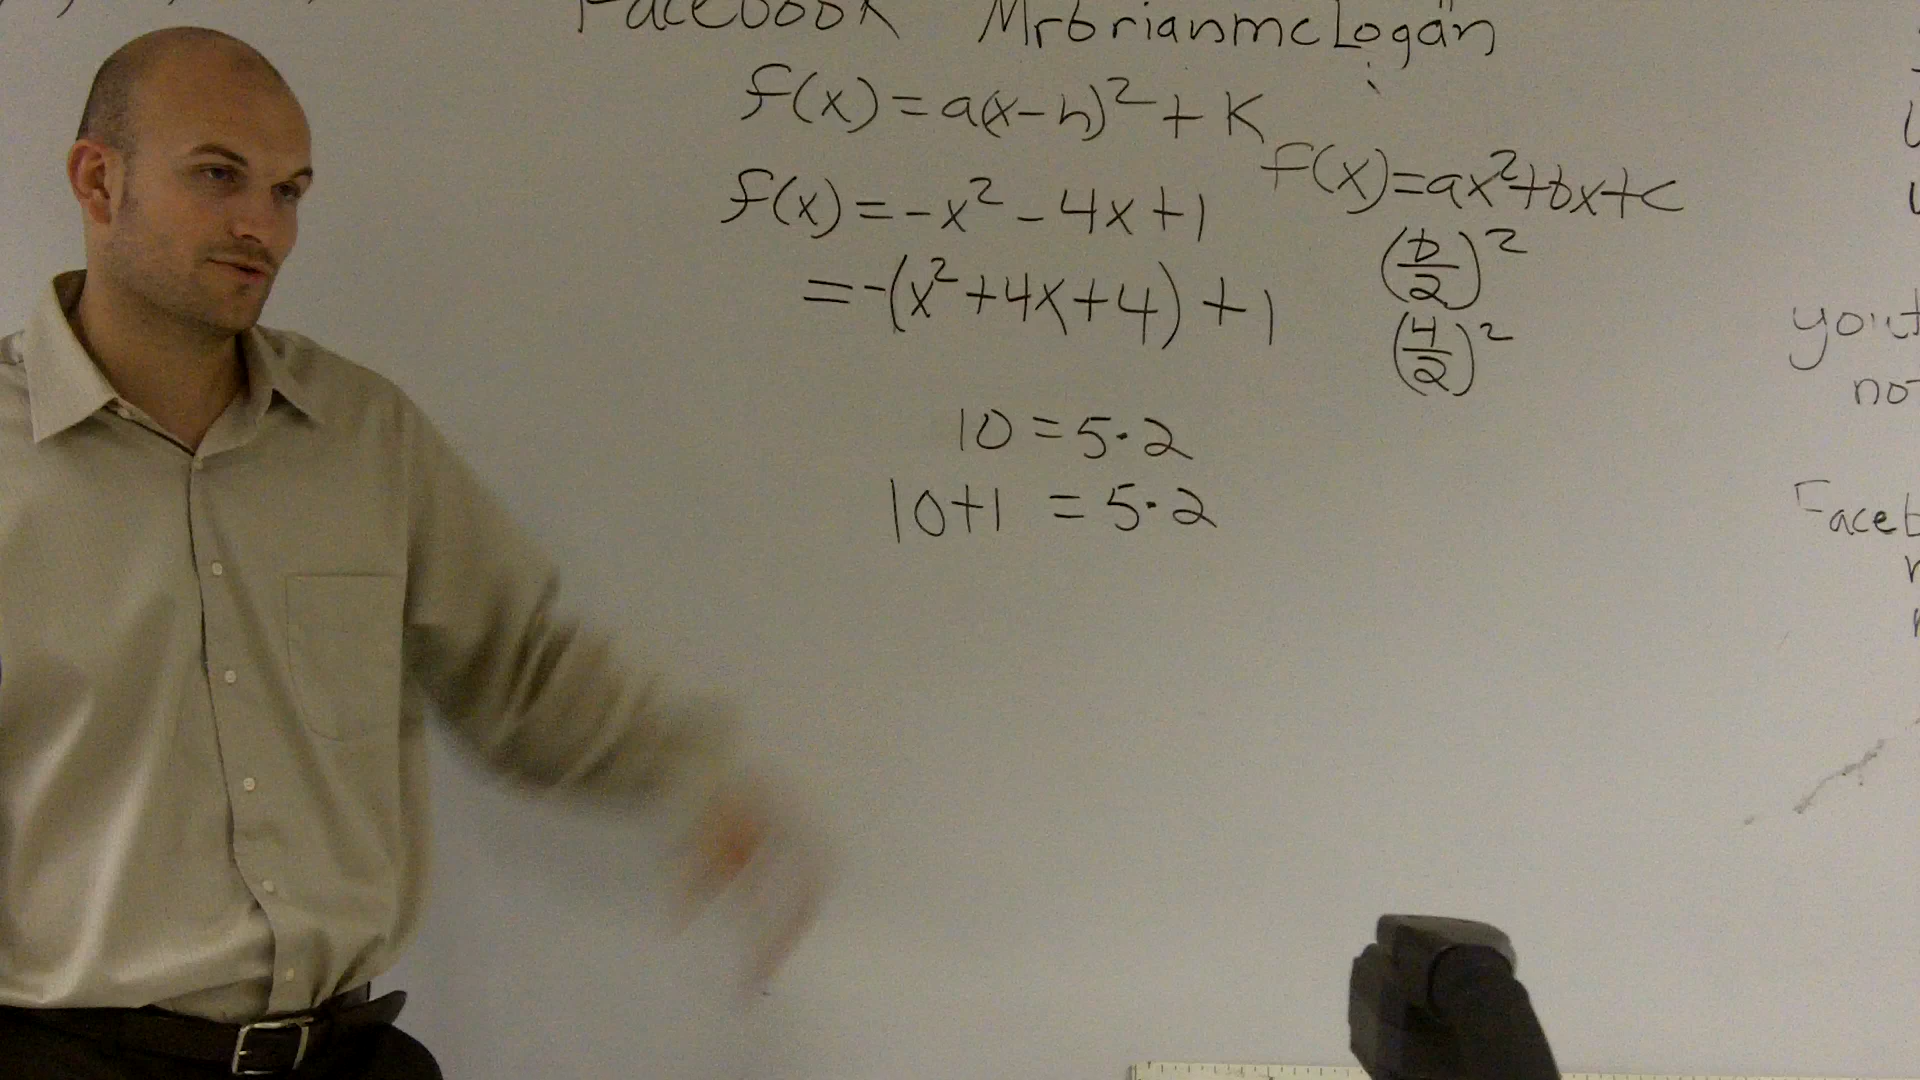 Facebook Mrbrianmclogan
f(x) = a(x-h)² + K
f(x)=ax²+bx+c
f(x) = -x² - 4x + 1
(b/2)²
= -(x² + 4x + 4) + 1
(4/2)²
10 = 5·2
10+1 = 5·2